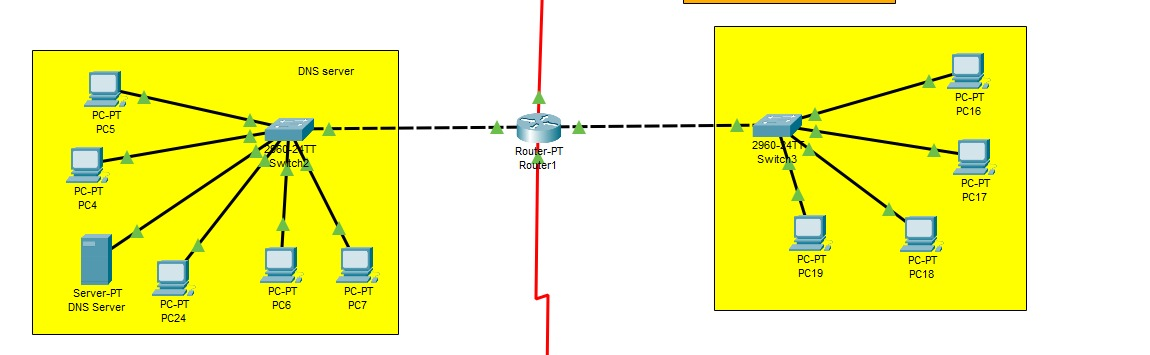 DNS server
PC-PT
PC5
PC-PT
PC4
2960-24TT
Switch2
Server-PT
DNS Server
PC-PT
PC24
PC-PT
PC6
PC-PT
PC7
Router-PT
Router1
2960-24TT
Switch3
PC-PT
PC16
PC-PT
PC17
PC-PT
PC19
PC-PT
PC18